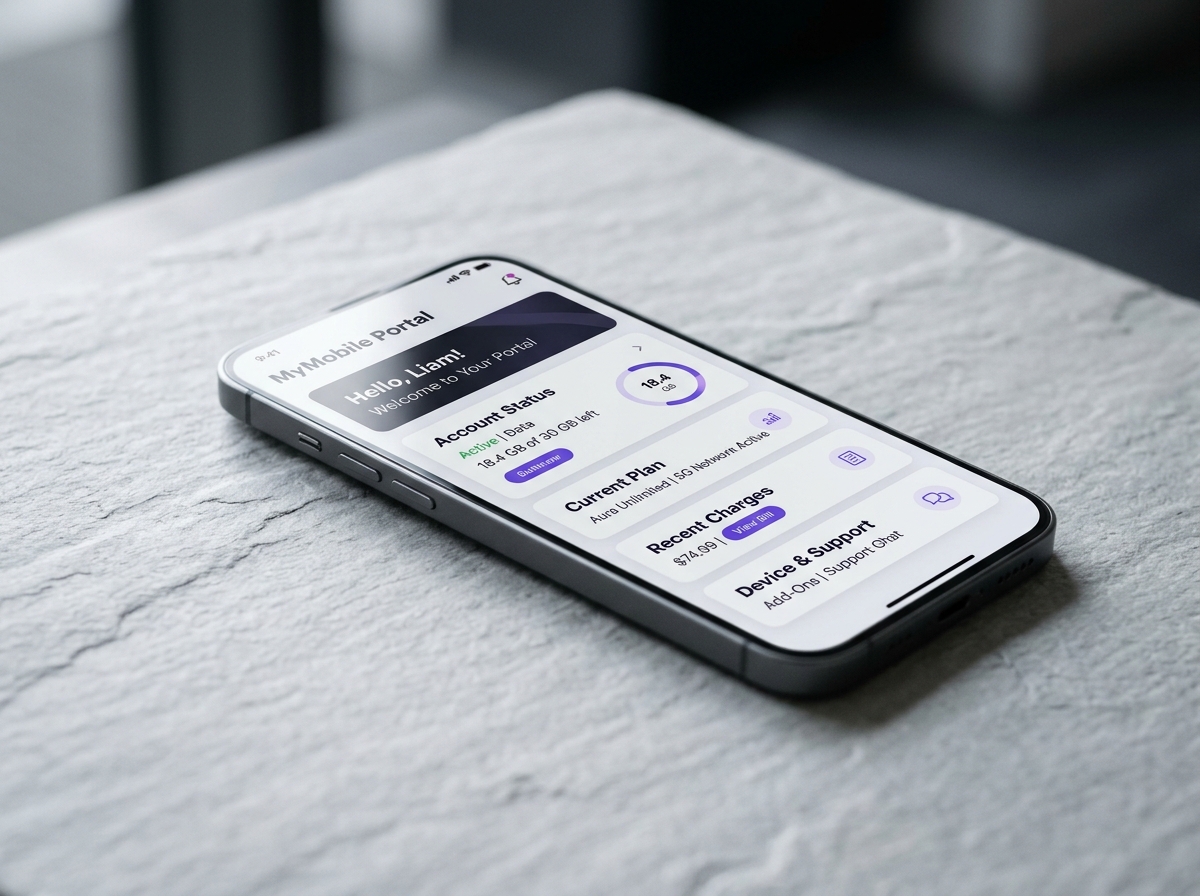 9:41
MyMobile Portal
Hello, Liam!
Welcome to Your Portal
Account Status
Active | Data
18.4 GB of 30 GB left
18.4
GB
Current Plan
Aura Unlimited | 5G Network Active
Recent Charges
$74.99 | View Bill
Device & Support
Add-Ons | Support Chat